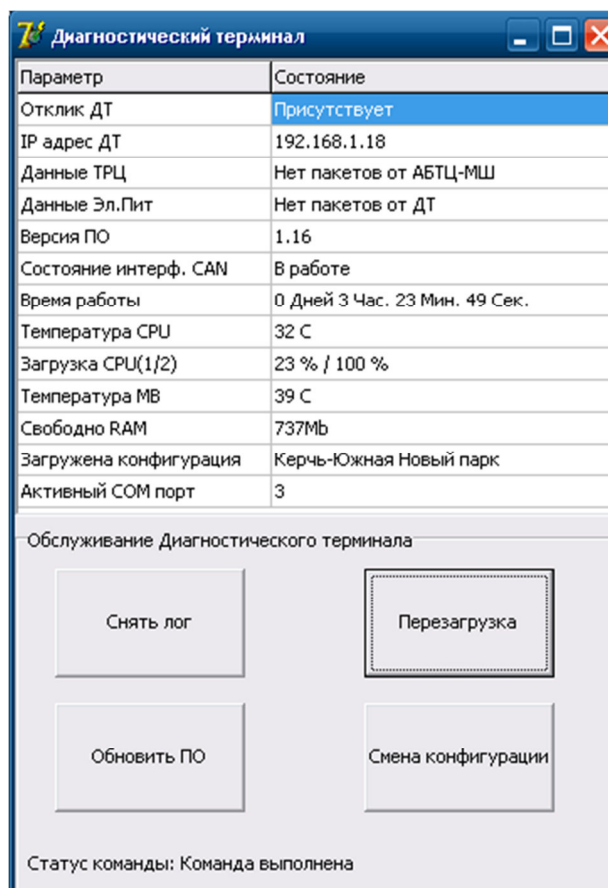 Диагностический терминал
Параметр Состояние
Отклик ДТ Присутствует
IP адрес ДТ 192.168.1.18
Данные ТРЦ Нет пакетов от АБТЦ-МШ
Данные Эл.Пит Нет пакетов от ДТ
Версия ПО 1.16
Состояние интерф. CAN В работе
Время работы 0 Дней 3 Час. 23 Мин. 49 Сек.
Температура CPU 32 С
Загрузка CPU(1/2) 23 % / 100 %
Температура MB 39 С
Свободно RAM 737Mb
Загружена конфигурация Керчь-Южная Новый парк
Активный COM порт 3
Обслуживание Диагностического терминала
Снять лог Перезагрузка
Обновить ПО Смена конфигурации
Статус команды: Команда выполнена